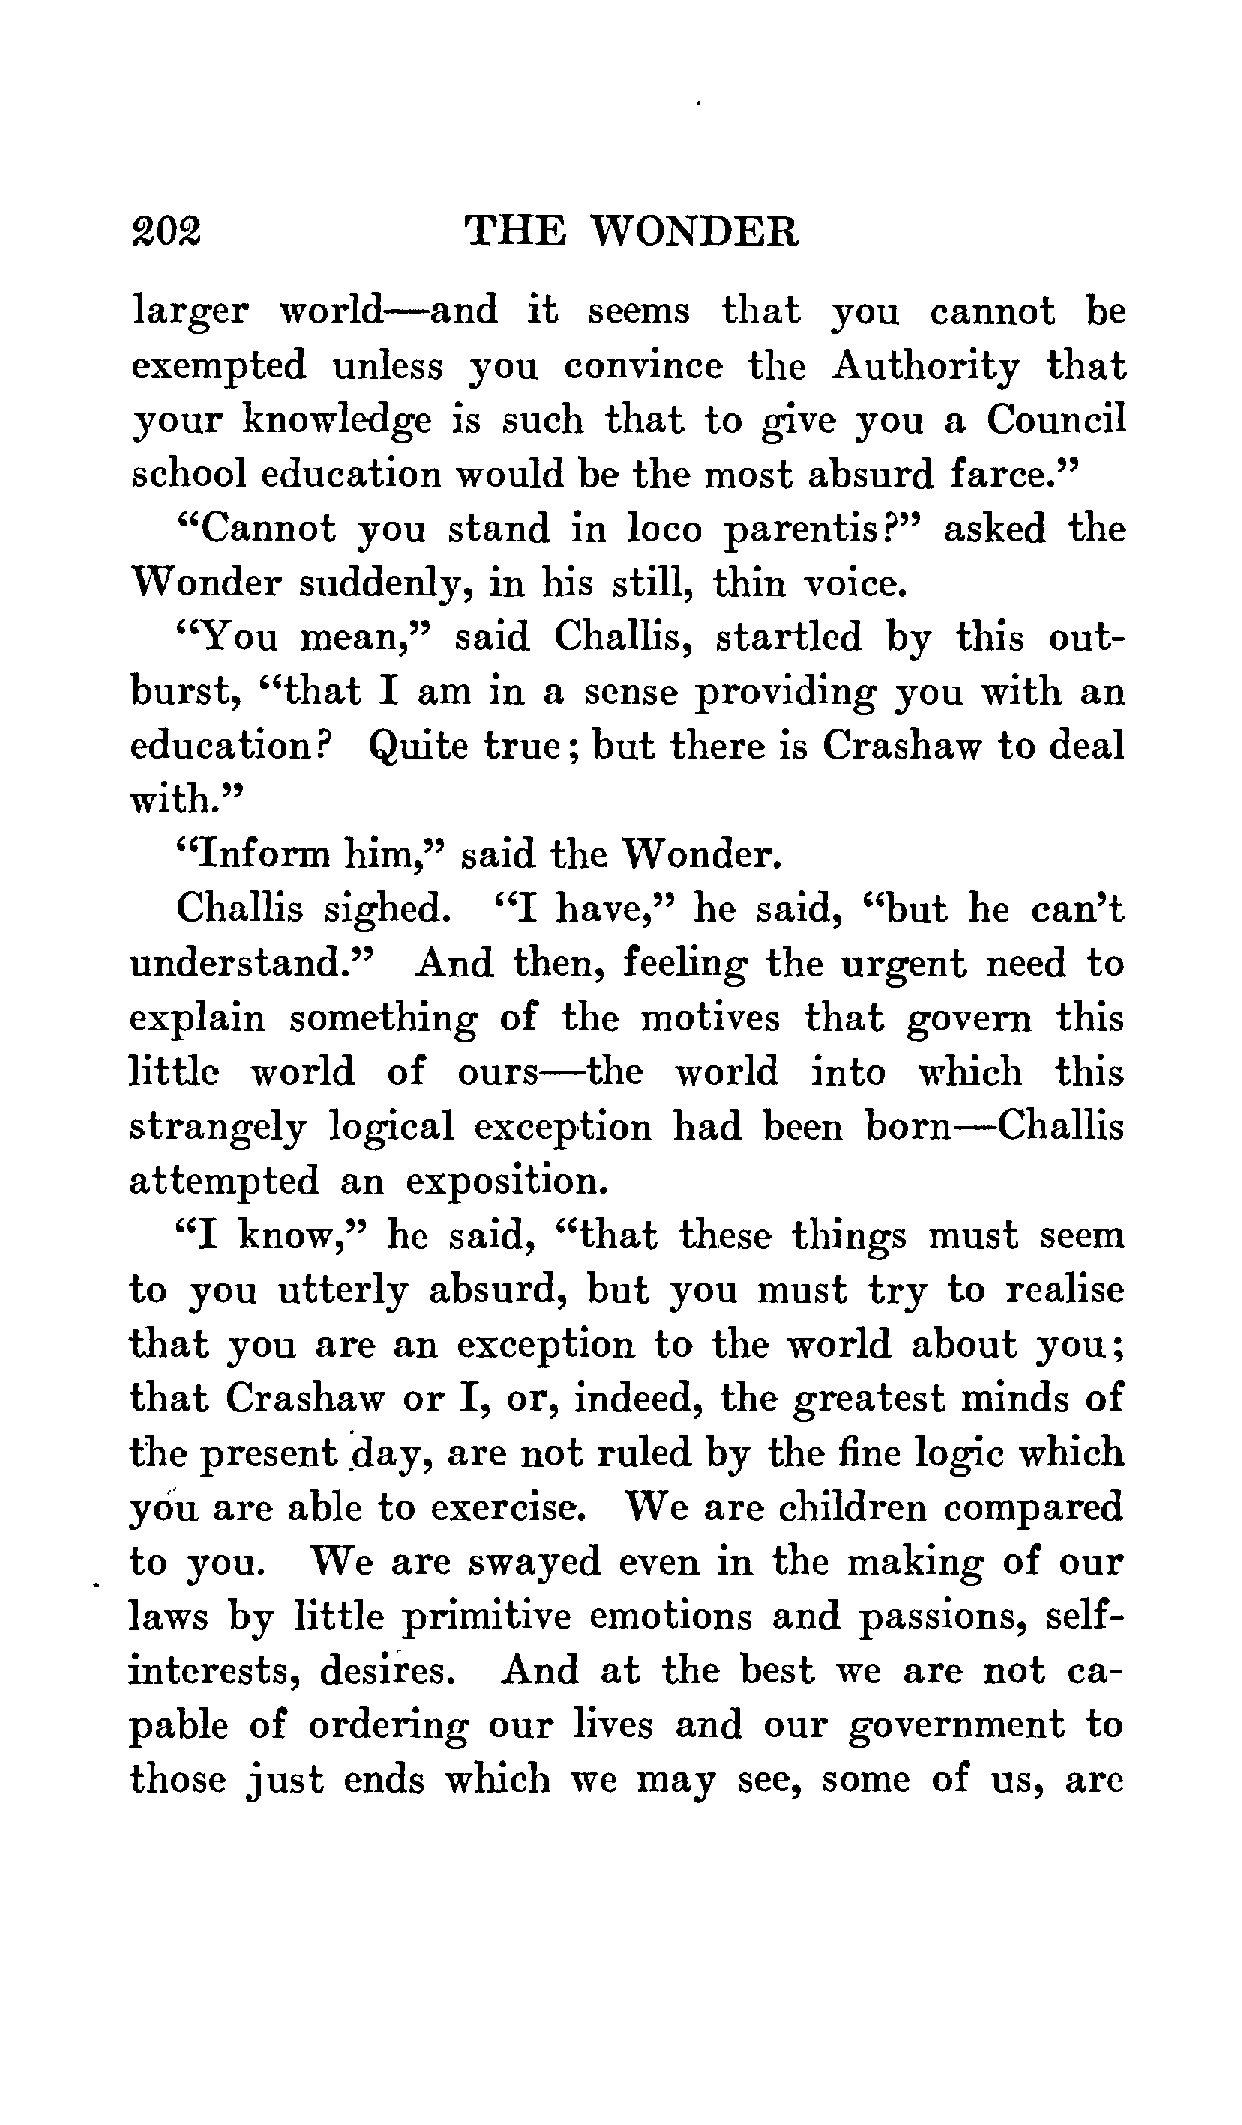 202 THE WONDER
larger world—and it seems that you cannot be
exempted unless you convince the Authority that
your knowledge is such that to give you a Council
school education would be the most absurd farce.”
“Cannot you stand in loco parentis?” asked the
Wonder suddenly, in his still, thin voice.
“You mean,” said Challis, startled by this out-
burst, “that I am in a sense providing you with an
education? Quite true; but there is Crashaw to deal
with.”
“Inform him,” said the Wonder.
Challis sighed. “I have,” he said, “but he can’t
understand.” And then, feeling the urgent need to
explain something of the motives that govern this
little world of ours—the world into which this
strangely logical exception had been born—Challis
attempted an exposition.
“I know,” he said, “that these things must seem
to you utterly absurd, but you must try to realise
that you are an exception to the world about you;
that Crashaw or I, or, indeed, the greatest minds of
the present day, are not ruled by the fine logic which
you are able to exercise. We are children compared
to you. We are swayed even in the making of our
laws by little primitive emotions and passions, self-
interests, desires. And at the best we are not ca-
pable of ordering our lives and our government to
those just ends which we may see, some of us, are